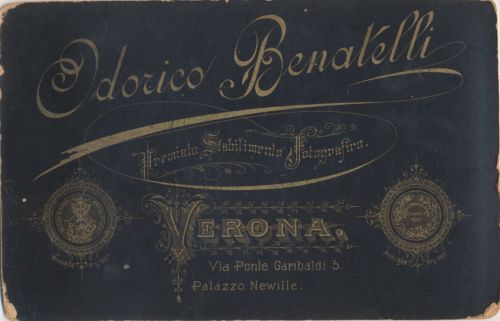 Odorico Benatelli
Premiato Stabilimento Fotografico.
VERONA.
Via Ponte Garibaldi 5
Palazzo Newille.